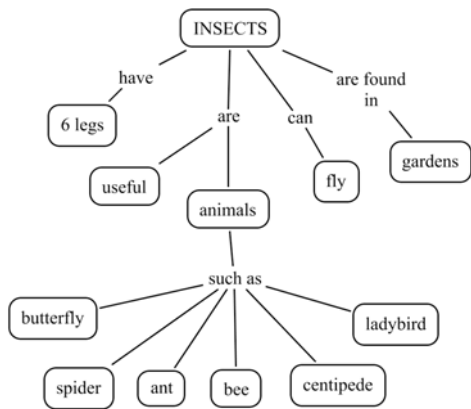 INSECTS
have
are found
in
6 legs
are
can
gardens
useful
fly
animals
such as
butterfly
ladybird
spider
ant
bee
centipede